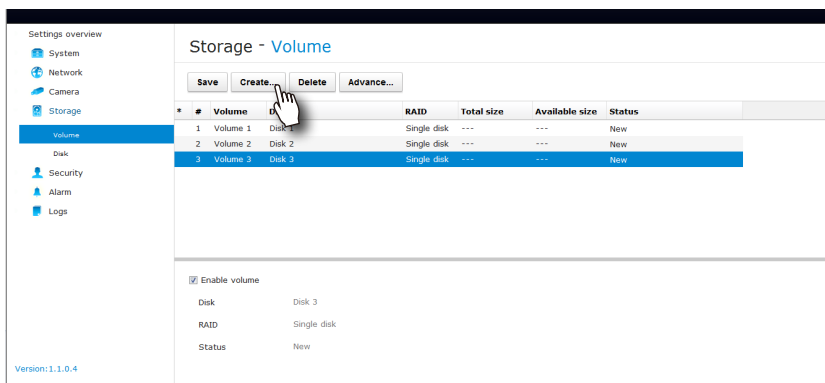 Settings overview
System
Network
Camera
Storage
Volume
Disk
Security
Alarm
Logs
Version:1.1.0.4
Storage - Volume
Save Create... Delete Advance...
* # Volume RAID Total size Available size Status
1 Volume 1 Disk 1 Single disk --- --- New
2 Volume 2 Disk 2 Single disk --- --- New
3 Volume 3 Disk 3 Single disk --- --- New
Enable volume
Disk Disk 3
RAID Single disk
Status New